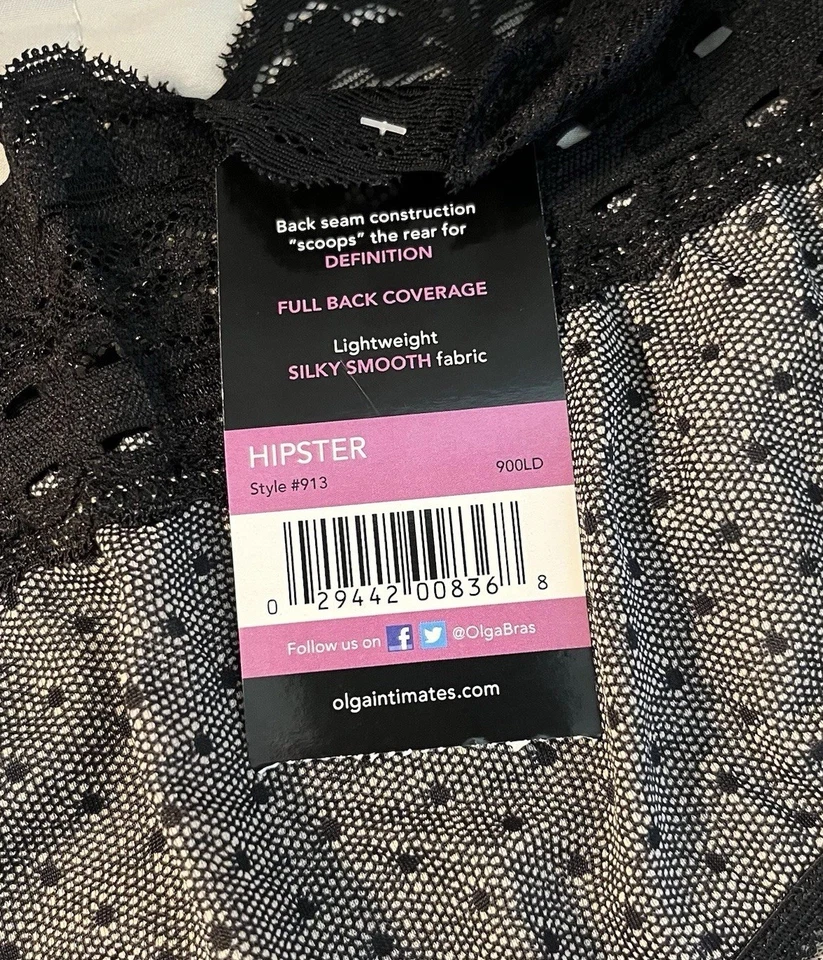 Back seam construction
"scoops" the rear for
DEFINITION
FULL BACK COVERAGE
Lightweight
SILKY SMOOTH fabric
HIPSTER
Style #913
900LD
0 29442 00836 8
Follow us on f @OlgaBras
olgaintimates.com